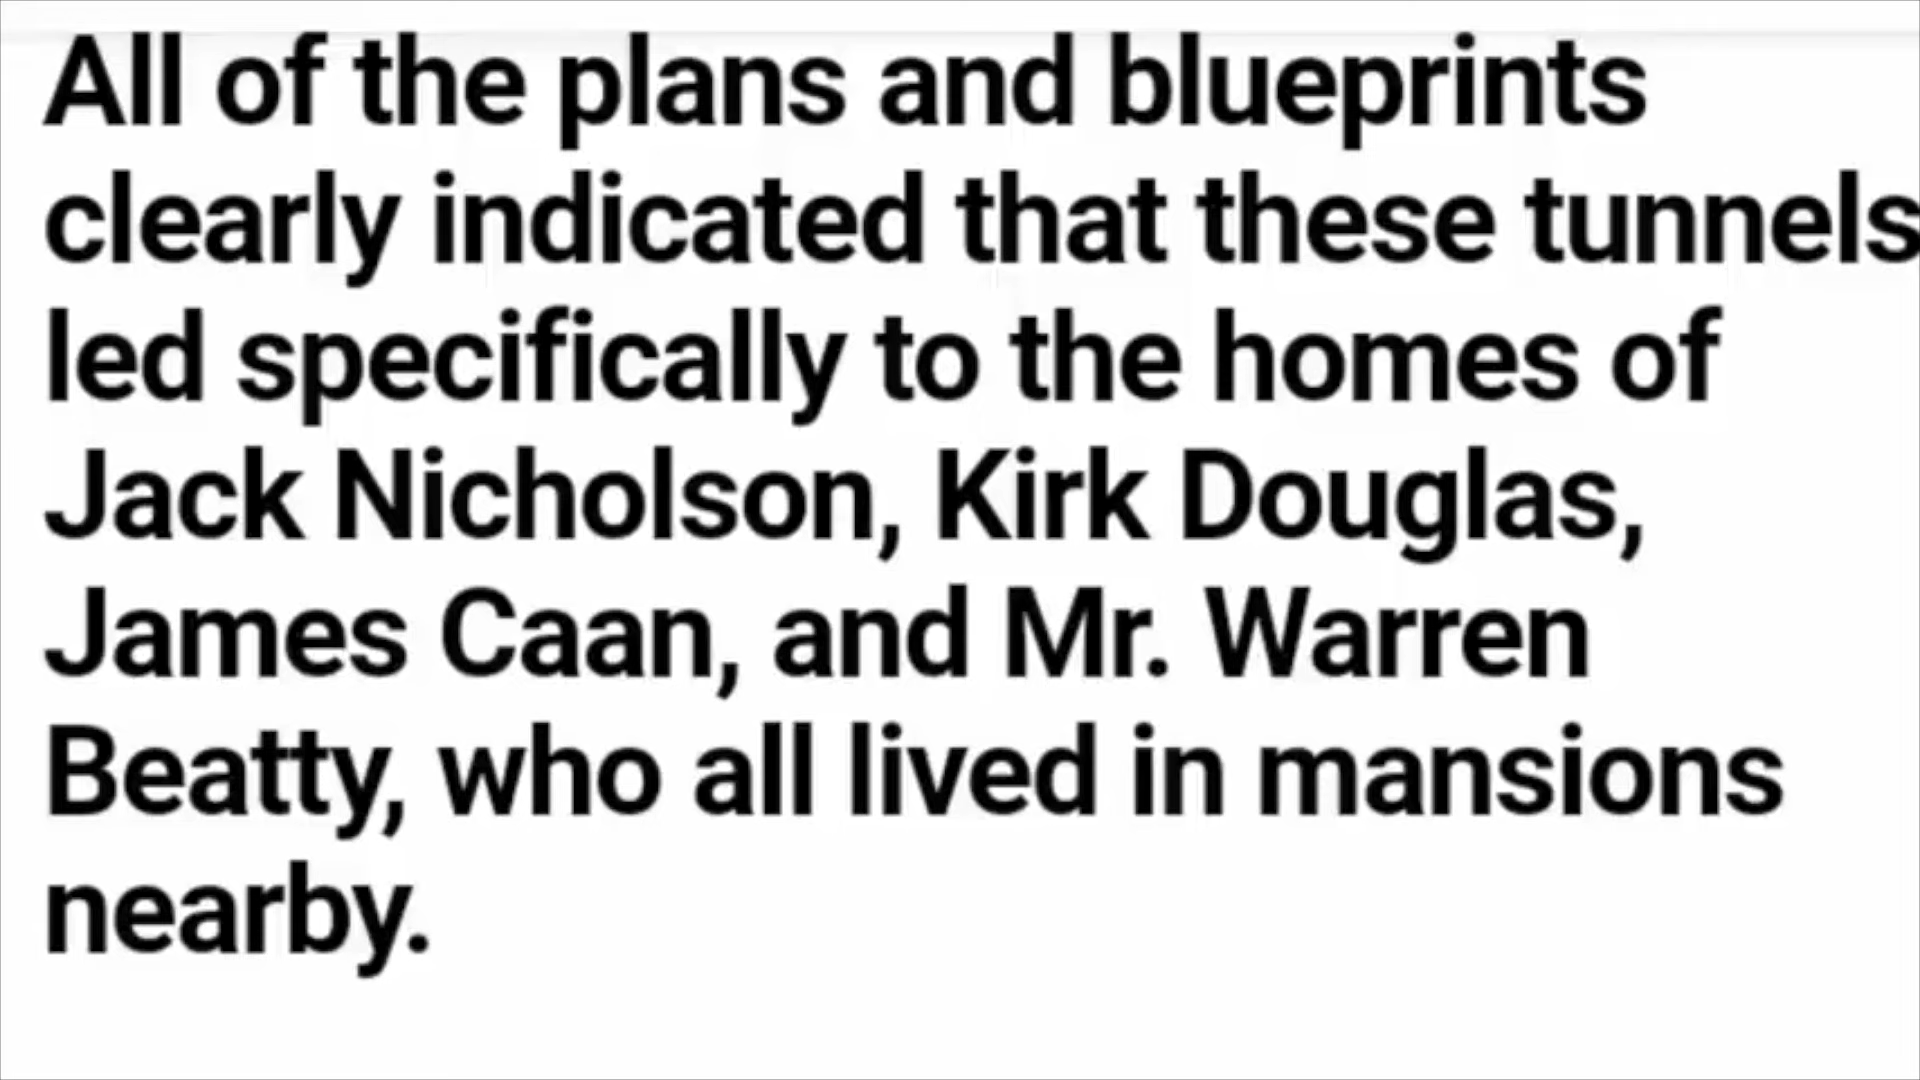 All of the plans and blueprints
clearly indicated that these tunnels
led specifically to the homes of
Jack Nicholson, Kirk Douglas,
James Caan, and Mr. Warren
Beatty, who all lived in mansions
nearby.